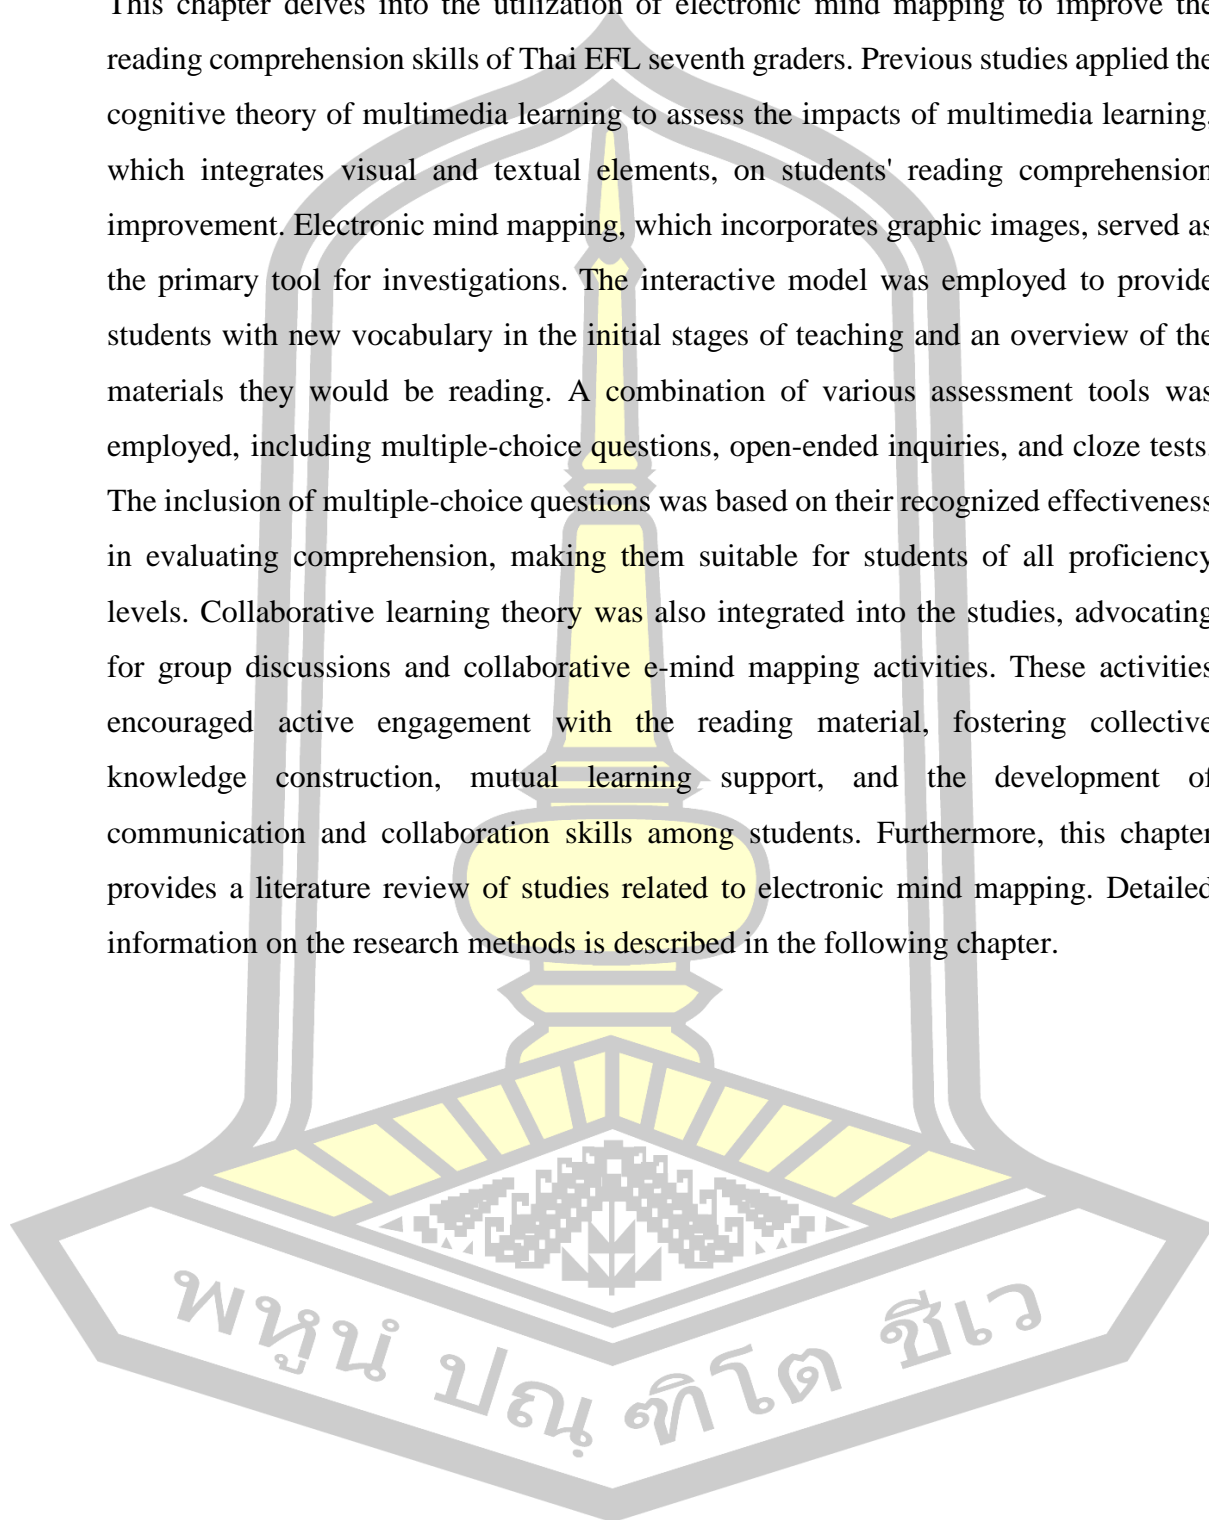 This chapter delves into the utilization of electronic mind mapping to improve the
reading comprehension skills of Thai EFL seventh graders. Previous studies applied the
cognitive theory of multimedia learning to assess the impacts of multimedia learning,
which integrates visual and textual elements, on students' reading comprehension
improvement. Electronic mind mapping, which incorporates graphic images, served as
the primary tool for investigations. The interactive model was employed to provide
students with new vocabulary in the initial stages of teaching and an overview of the
materials they would be reading. A combination of various assessment tools was
employed, including multiple-choice questions, open-ended inquiries, and cloze tests.
The inclusion of multiple-choice questions was based on their recognized effectiveness
in evaluating comprehension, making them suitable for students of all proficiency
levels. Collaborative learning theory was also integrated into the studies, advocating
for group discussions and collaborative e-mind mapping activities. These activities
encouraged active engagement with the reading material, fostering collective
knowledge construction, mutual learning support, and the development of
communication and collaboration skills among students. Furthermore, this chapter
provides a literature review of studies related to electronic mind mapping. Detailed
information on the research methods is described in the following chapter.
พหูนํ ปณฺฑิโต ชีเว